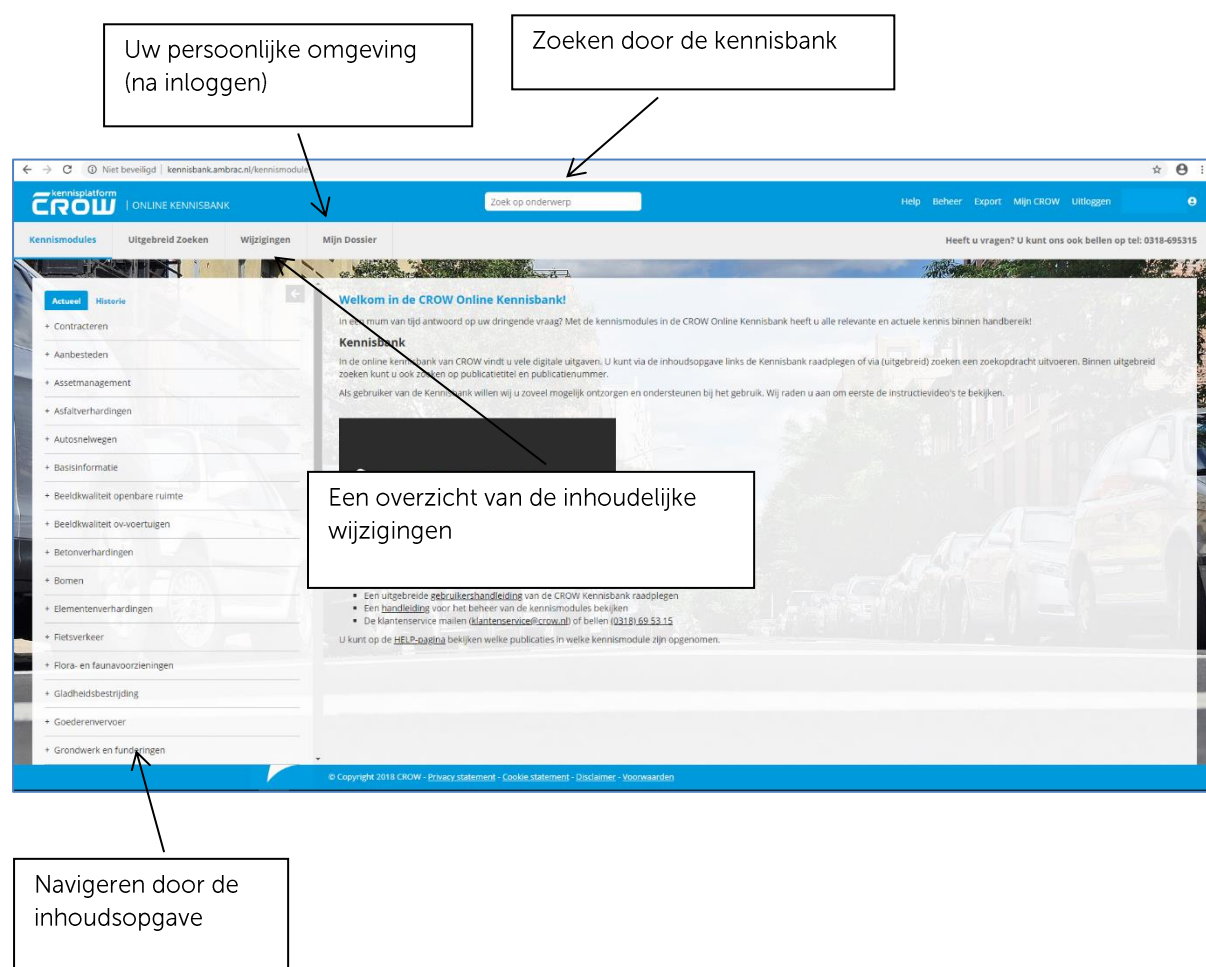 Uw persoonlijke omgeving
(na inloggen)
Zoeken door de kennisbank
Niet beveiligd | kennisbank.ambrac.nl/kennismodule
kennisplatform
CROW | ONLINE KENNISBANK
Zoek op onderwerp
Help Beheer Export Mijn CROW Uitloggen
Kennismodules Uitgebreid Zoeken Wijzigingen Mijn Dossier
Heeft u vragen? U kunt ons ook bellen op tel: 0318-695315
Actueel Historie
+ Contracteren
+ Aanbesteden
+ Assetmanagement
+ Asfaltverhardingen
+ Autosnelwegen
+ Basisinformatie
+ Beeldkwaliteit openbare ruimte
+ Beeldkwaliteit ov-voertuigen
+ Betonverhardingen
+ Bomen
+ Elementenverhardingen
+ Fietsverkeer
+ Flora- en faunavoorzieningen
+ Gladheidsbestrijding
+ Goederenvervoer
+ Grondwerk en funderingen
Welkom in de CROW Online Kennisbank!
In een mum van tijd antwoord op uw dringende vraag? Met de kennismodules in de CROW Online Kennisbank heeft u alle relevante en actuele kennis binnen handbereik!
Kennisbank
In de online kennisbank van CROW vindt u vele digitale uitgaven. U kunt via de inhoudsopgave links de Kennisbank raadplegen of via (uitgebreid) zoeken een zoekopdracht uitvoeren. Binnen uitgebreid
zoeken kunt u ook zoeken op publicatietitel en publicatienummer.
Als gebruiker van de Kennisbank willen wij u zoveel mogelijk ontzorgen en ondersteunen bij het gebruik. Wij raden u aan om eerste de instructievideo's te bekijken.
Een overzicht van de inhoudelijke
wijzigingen
▪ Een uitgebreide gebruikershandleiding van de CROW Kennisbank raadplegen
▪ Een handleiding voor het beheer van de kennismodules bekijken
▪ De klantenservice mailen (klantenservice@crow.nl) of bellen (0318) 69 53 15
U kunt op de HELP-pagina bekijken welke publicaties in welke kennismodule zijn opgenomen.
© Copyright 2018 CROW - Privacy statement - Cookie statement - Disclaimer - Voorwaarden
Navigeren door de
inhoudsopgave